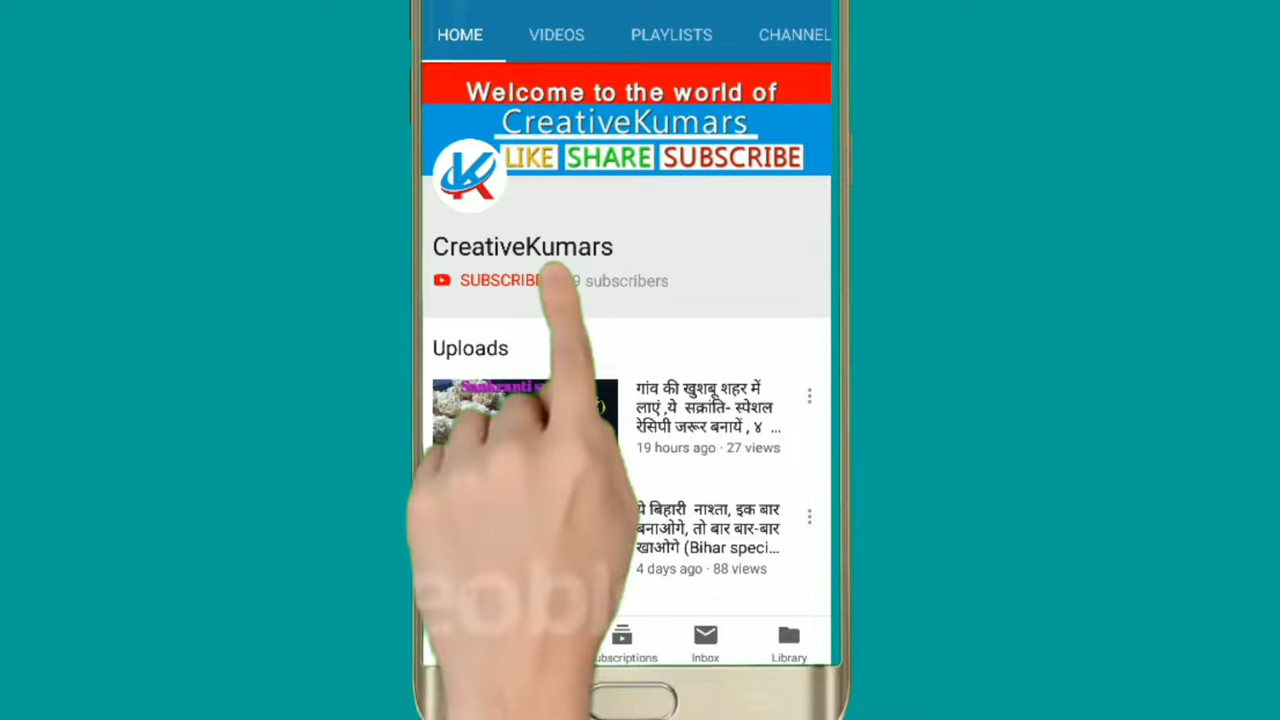 HOME VIDEOS PLAYLISTS CHANNEL
Welcome to the world of
CreativeKumars
LIKE SHARE SUBSCRIBE
K
CreativeKumars
SUBSCRIBE 9 subscribers
Uploads
Sankranti
गांव की खुशबू शहर में
लाएं ,ये सक्रांति- स्पेशल
रेसिपी जरूर बनायें , ४ ...
19 hours ago · 27 views
ये बिहारी नाश्ता, इक बार
बनाओगे, तो बार बार-बार
खाओगे (Bihar speci...
4 days ago · 88 views
Subscriptions Inbox Library